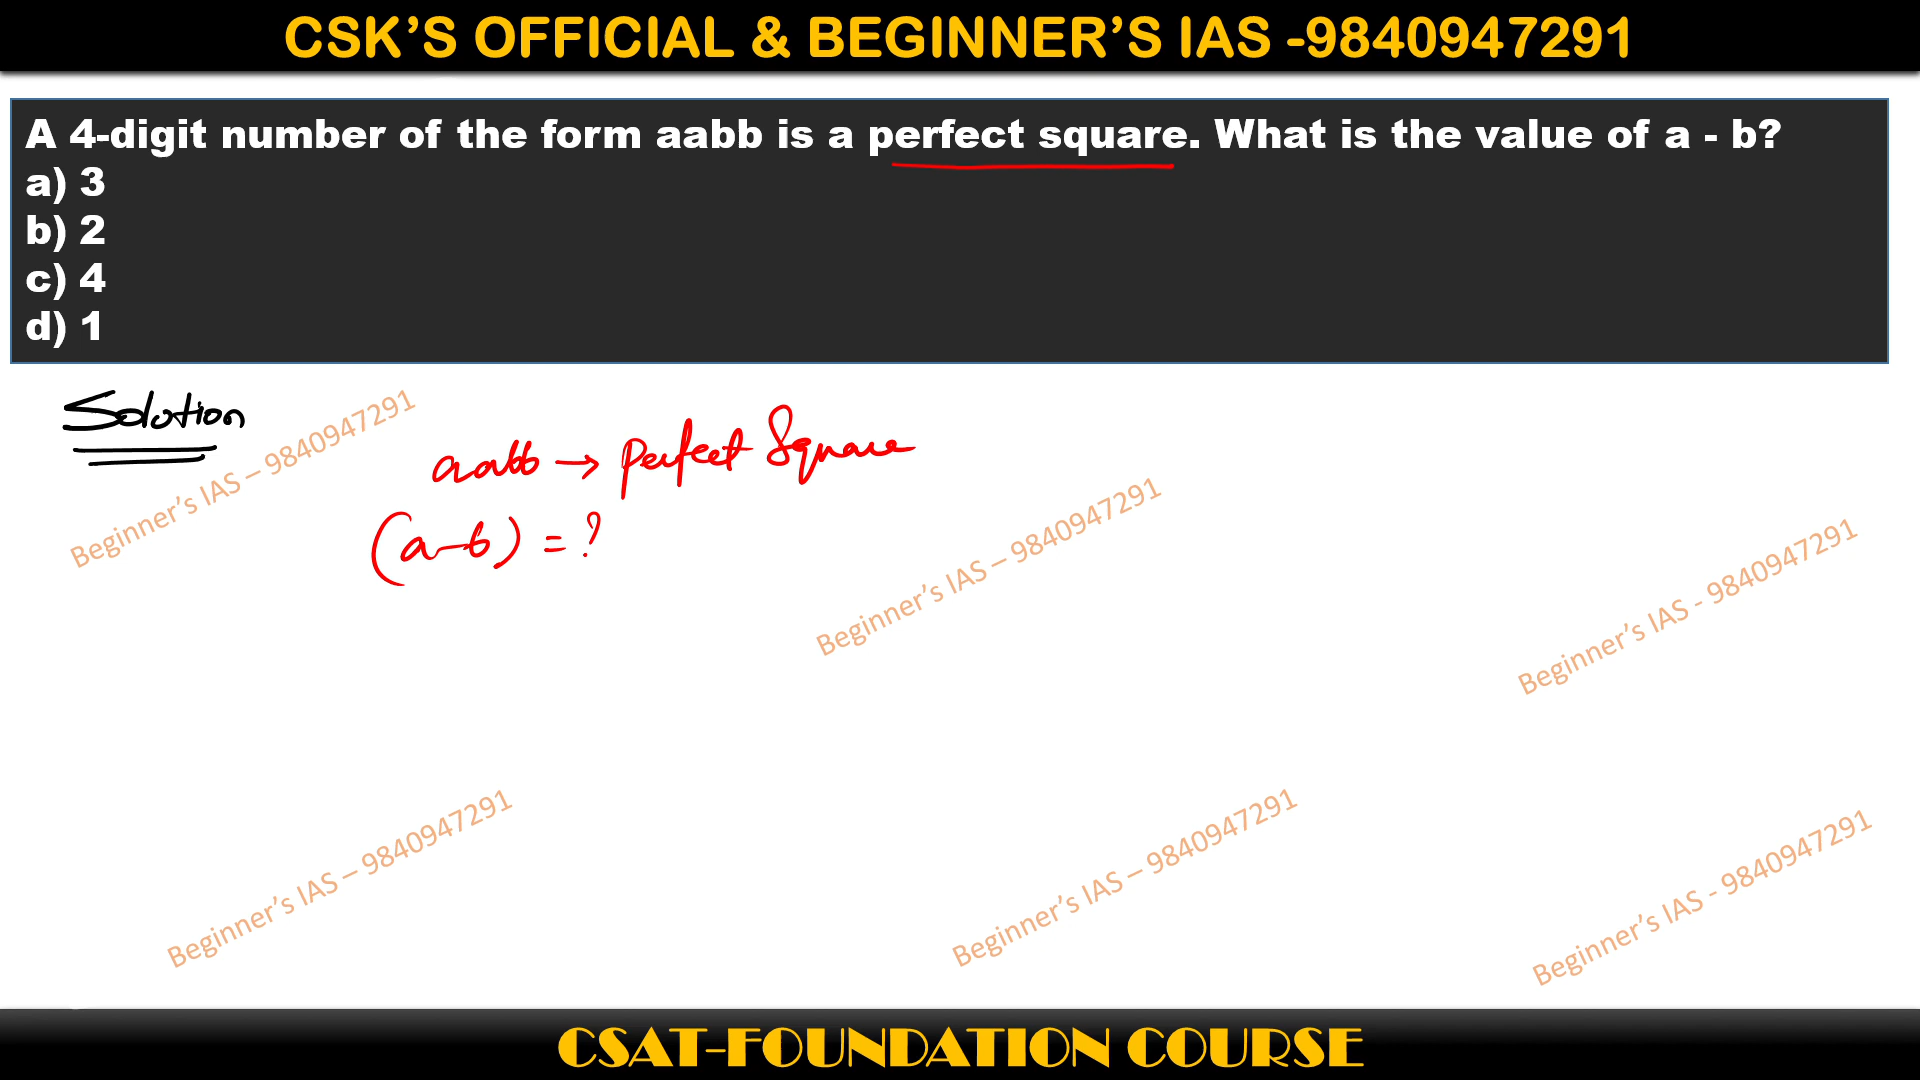 CSK'S OFFICIAL & BEGINNER'S IAS -9840947291
A 4-digit number of the form aabb is a perfect square. What is the value of a - b?
a) 3
b) 2
c) 4
d) 1
Solution
aabb → Perfect Square
(a-b) = ?
Beginner's IAS – 9840947291
Beginner's IAS – 9840947291
Beginner's IAS - 9840947291
Beginner's IAS – 9840947291
Beginner's IAS – 9840947291
Beginner's IAS - 9840947291
CSAT-FOUNDATION COURSE